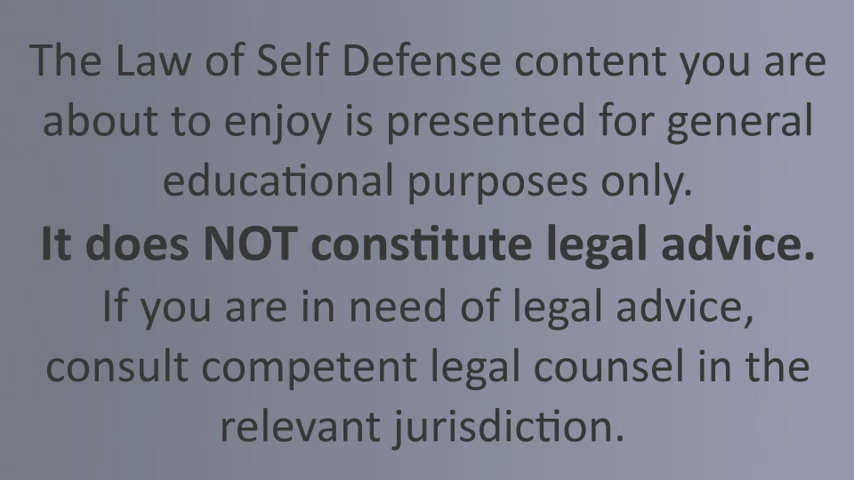 The Law of Self Defense content you are
about to enjoy is presented for general
educational purposes only.
It does NOT constitute legal advice.
If you are in need of legal advice,
consult competent legal counsel in the
relevant jurisdiction.